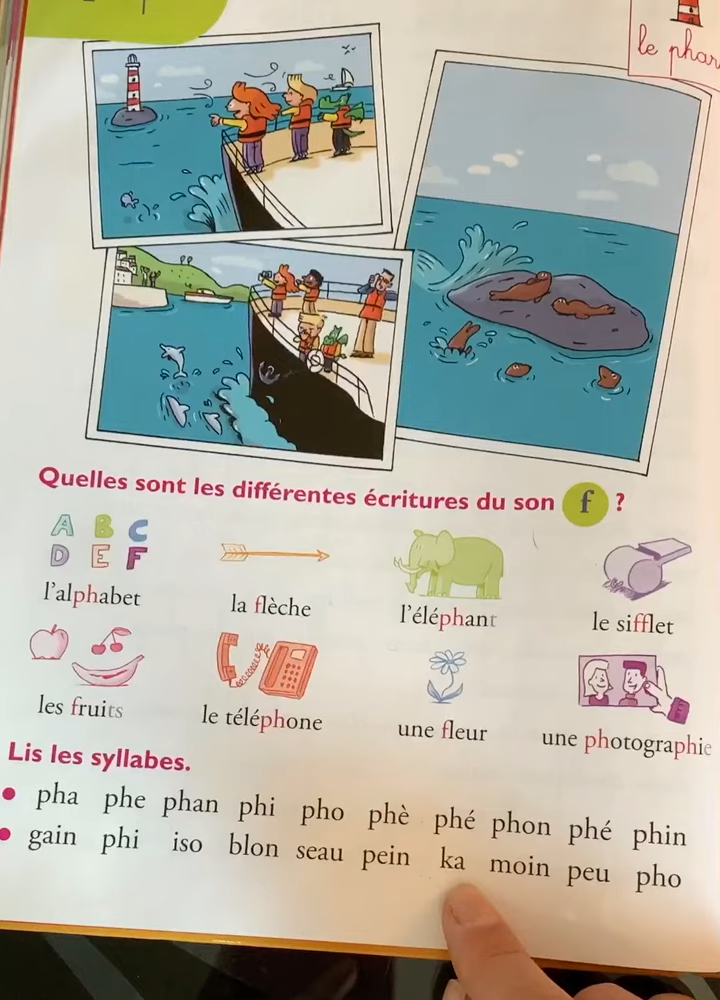 le phar
Quelles sont les différentes écritures du son f ?
A B C
D E F
l'alphabet
la flèche
l'éléphant
le sifflet
les fruits
le téléphone
une fleur
une photographie
Lis les syllabes.
• pha phe phan phi pho phè phé phon phé phin
• gain phi iso blon seau pein ka moin peu pho